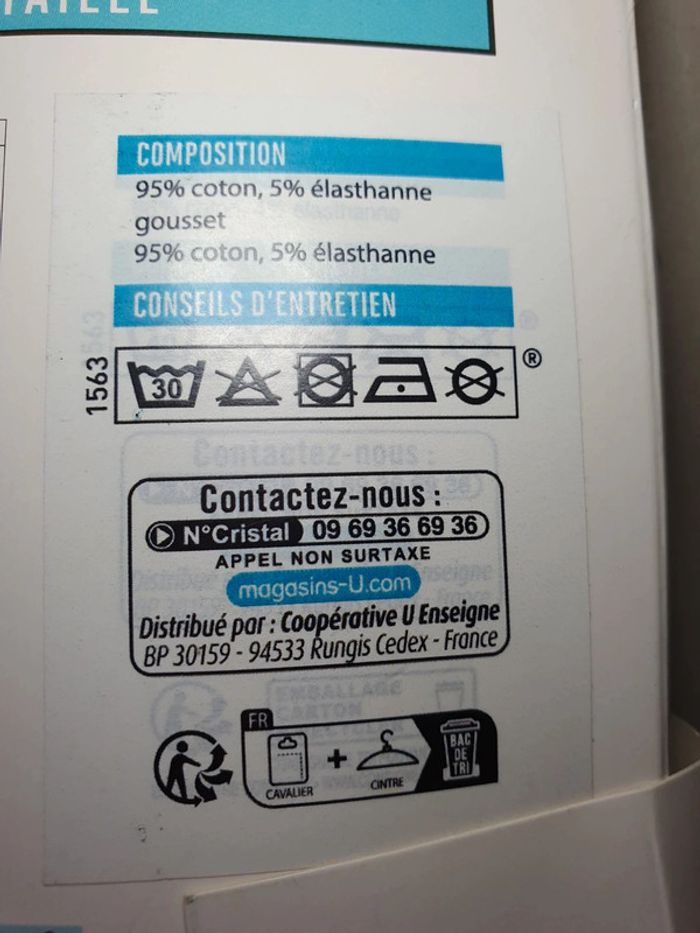 TAILLE
COMPOSITION
95% coton, 5% élasthanne
gousset
95% coton, 5% élasthanne
CONSEILS D'ENTRETIEN
1563
30
®
Contactez-nous :
N°Cristal 09 69 36 69 36
APPEL NON SURTAXE
magasins-U.com
Distribué par : Coopérative U Enseigne
BP 30159 - 94533 Rungis Cedex - France
FR
CAVALIER + CINTRE
BAC
DE
TRI